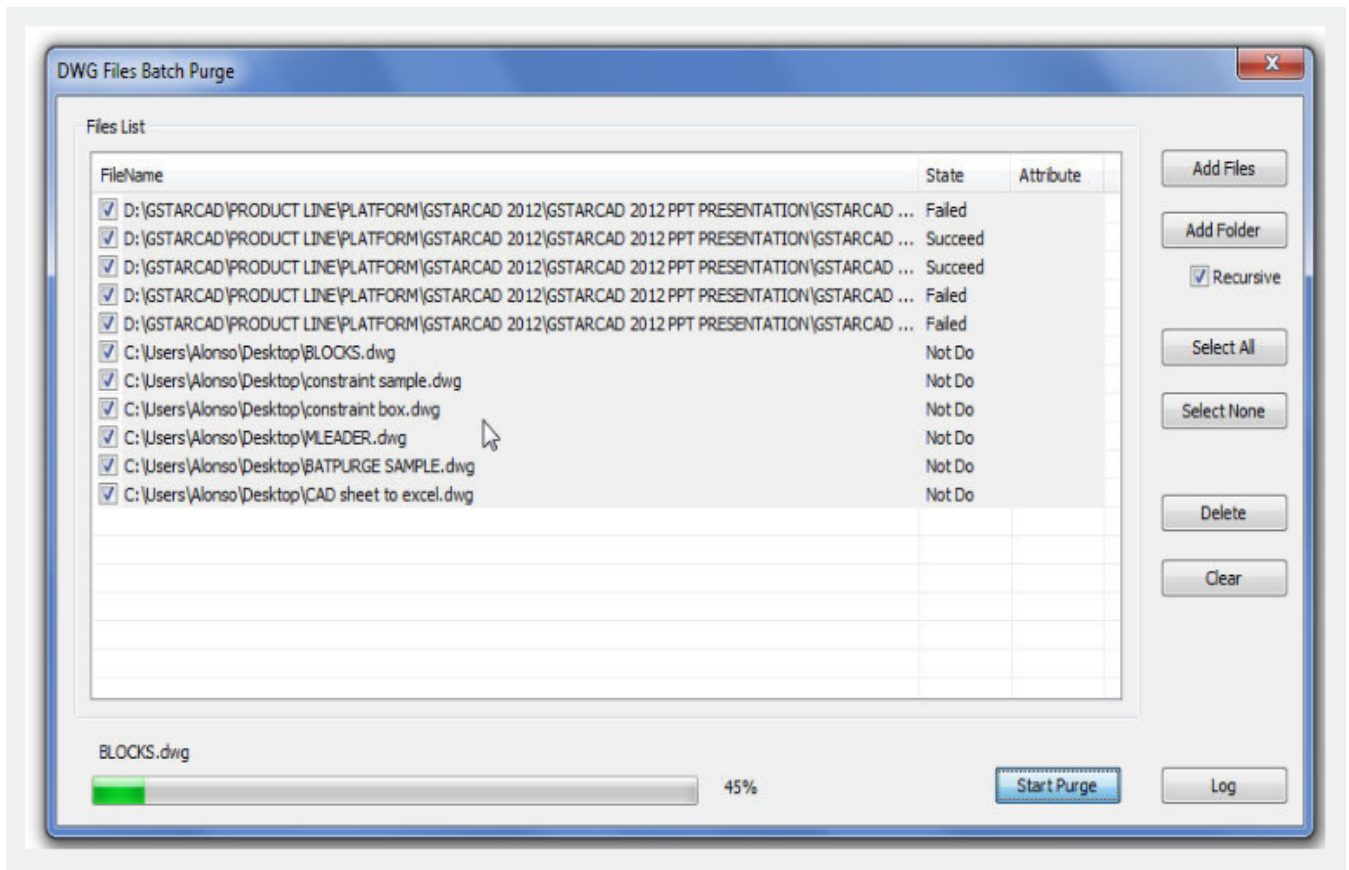 DWG Files Batch Purge
X
Files List
FileName State Attribute
D:\GSTARCAD\PRODUCT LINE\PLATFORM\GSTARCAD 2012\GSTARCAD 2012 PPT PRESENTATION\GSTARCAD ... Failed
D:\GSTARCAD\PRODUCT LINE\PLATFORM\GSTARCAD 2012\GSTARCAD 2012 PPT PRESENTATION\GSTARCAD ... Succeed
D:\GSTARCAD\PRODUCT LINE\PLATFORM\GSTARCAD 2012\GSTARCAD 2012 PPT PRESENTATION\GSTARCAD ... Succeed
D:\GSTARCAD\PRODUCT LINE\PLATFORM\GSTARCAD 2012\GSTARCAD 2012 PPT PRESENTATION\GSTARCAD ... Failed
D:\GSTARCAD\PRODUCT LINE\PLATFORM\GSTARCAD 2012\GSTARCAD 2012 PPT PRESENTATION\GSTARCAD ... Failed
C:\Users\Alonso\Desktop\BLOCKS.dwg Not Do
C:\Users\Alonso\Desktop\constraint sample.dwg Not Do
C:\Users\Alonso\Desktop\constraint box.dwg Not Do
C:\Users\Alonso\Desktop\MLEADER.dwg Not Do
C:\Users\Alonso\Desktop\BATPURGE SAMPLE.dwg Not Do
C:\Users\Alonso\Desktop\CAD sheet to excel.dwg Not Do
Add Files
Add Folder
Recursive
Select All
Select None
Delete
Clear
BLOCKS.dwg
45%
Start Purge
Log